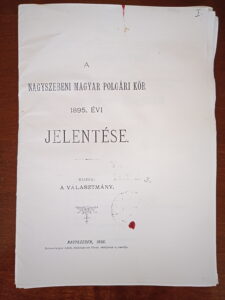 I.
A
NAGYSZEBENI MAGYAR POLGÁRI KÖR
1895. ÉVI
JELENTÉSE.
KIADJA:
A VÁLASZTMÁNY.
NAGYSZEBEN, 1896.